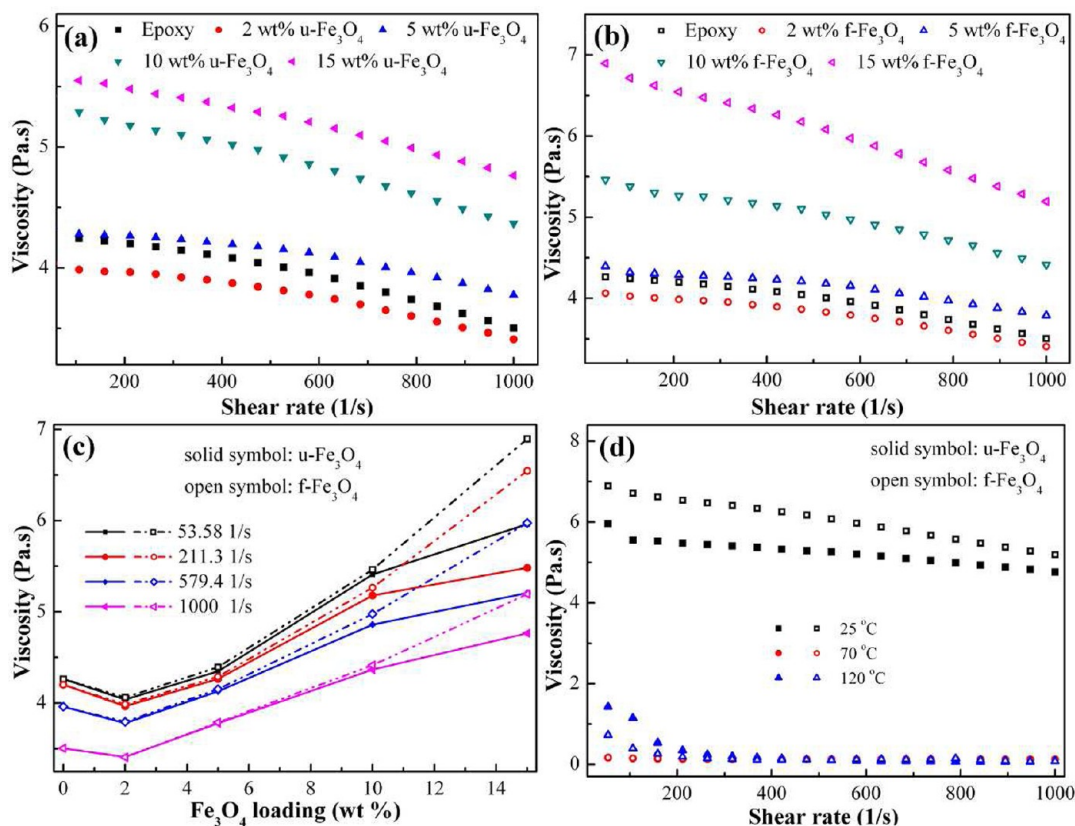 (a)
Epoxy 2 wt% u-Fe₃O₄ 5 wt% u-Fe₃O₄
10 wt% u-Fe₃O₄ 15 wt% u-Fe₃O₄
6
5
4
Viscosity (Pa.s)
200 400 600 800 1000
Shear rate (1/s)
(b)
Epoxy 2 wt% f-Fe₃O₄ 5 wt% f-Fe₃O₄
10 wt% f-Fe₃O₄ 15 wt% f-Fe₃O₄
7
6
5
4
Viscosity (Pa.s)
0 200 400 600 800 1000
Shear rate (1/s)
(c)
solid symbol: u-Fe₃O₄
open symbol: f-Fe₃O₄
53.58 1/s
211.3 1/s
579.4 1/s
1000 1/s
7
6
5
4
Viscosity (Pa.s)
0 2 4 6 8 10 12 14
Fe₃O₄ loading (wt %)
(d)
solid symbol: u-Fe₃O₄
open symbol: f-Fe₃O₄
25 °C
70 °C
120 °C
8
6
4
2
0
Viscosity (Pa.s)
0 200 400 600 800 1000
Shear rate (1/s)